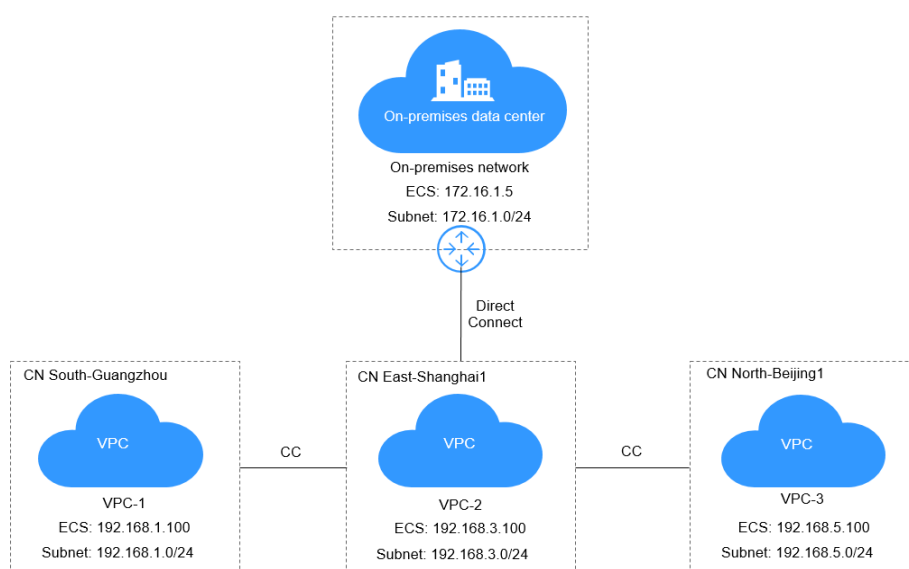 On-premises data center
On-premises network
ECS: 172.16.1.5
Subnet: 172.16.1.0/24
Direct
Connect
CN South-Guangzhou
VPC
VPC-1
ECS: 192.168.1.100
Subnet: 192.168.1.0/24
CC
CN East-Shanghai1
VPC
VPC-2
ECS: 192.168.3.100
Subnet: 192.168.3.0/24
CC
CN North-Beijing1
VPC
VPC-3
ECS: 192.168.5.100
Subnet: 192.168.5.0/24